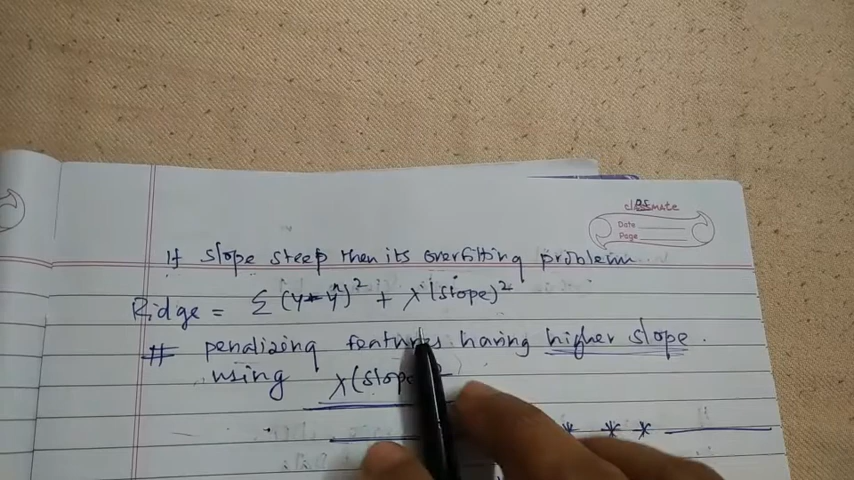 classmate
Date
Page
If slope steep then its overfitting problem.
Ridge = Σ (y - ŷ)² + λ (slope)²
# penalizing features having higher slope.
using λ(slope)²
* * *